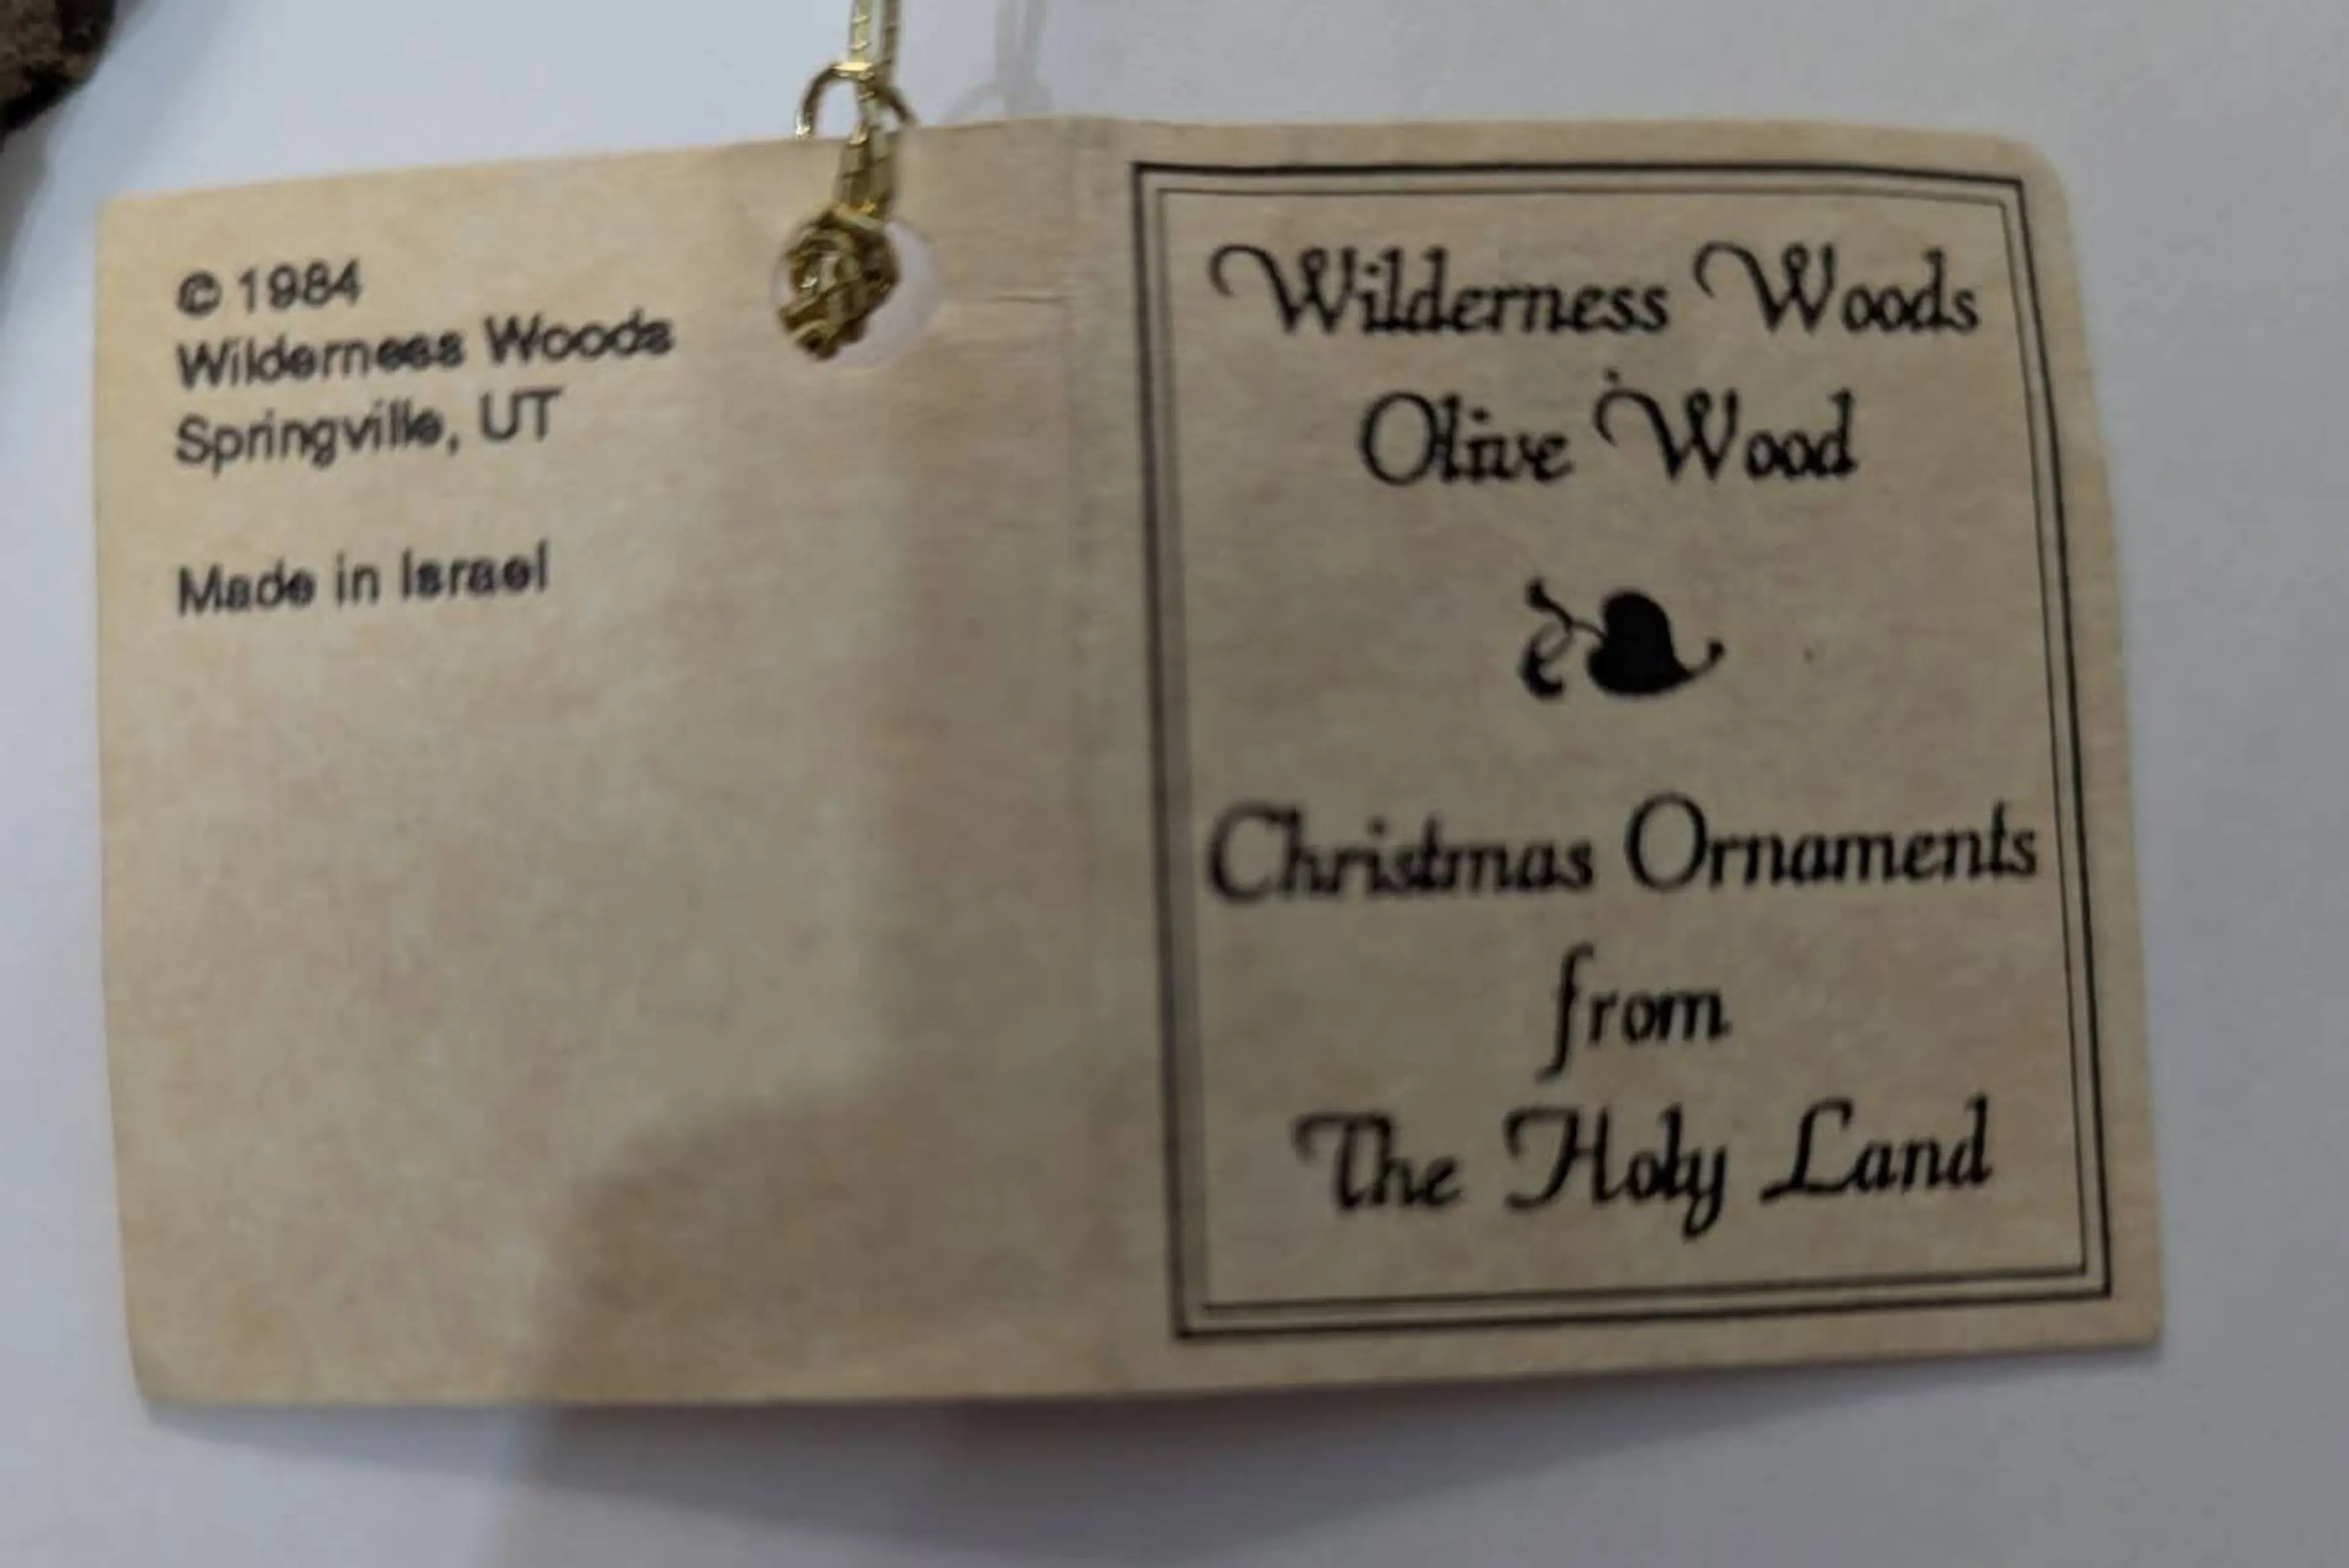 © 1984
Wilderness Woods
Springville, UT
Made in Israel
Wilderness Woods
Olive Wood
Christmas Ornaments
from
The Holy Land